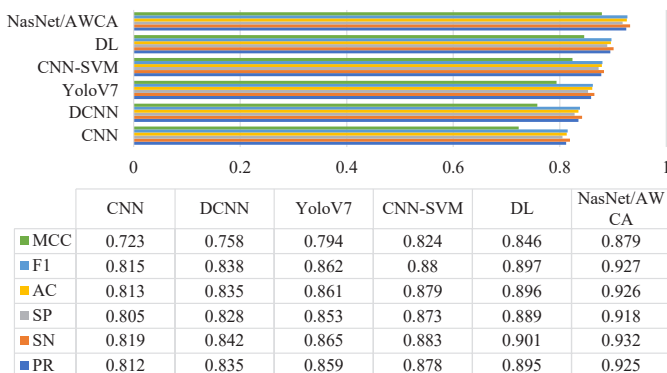 NasNet/AWCA
DL
CNN-SVM
YoloV7
DCNN
CNN
0 0.2 0.4 0.6 0.8 1
CNN DCNN YoloV7 CNN-SVM DL NasNet/AW
CA
MCC 0.723 0.758 0.794 0.824 0.846 0.879
F1 0.815 0.838 0.862 0.88 0.897 0.927
AC 0.813 0.835 0.861 0.879 0.896 0.926
SP 0.805 0.828 0.853 0.873 0.889 0.918
SN 0.819 0.842 0.865 0.883 0.901 0.932
PR 0.812 0.835 0.859 0.878 0.895 0.925